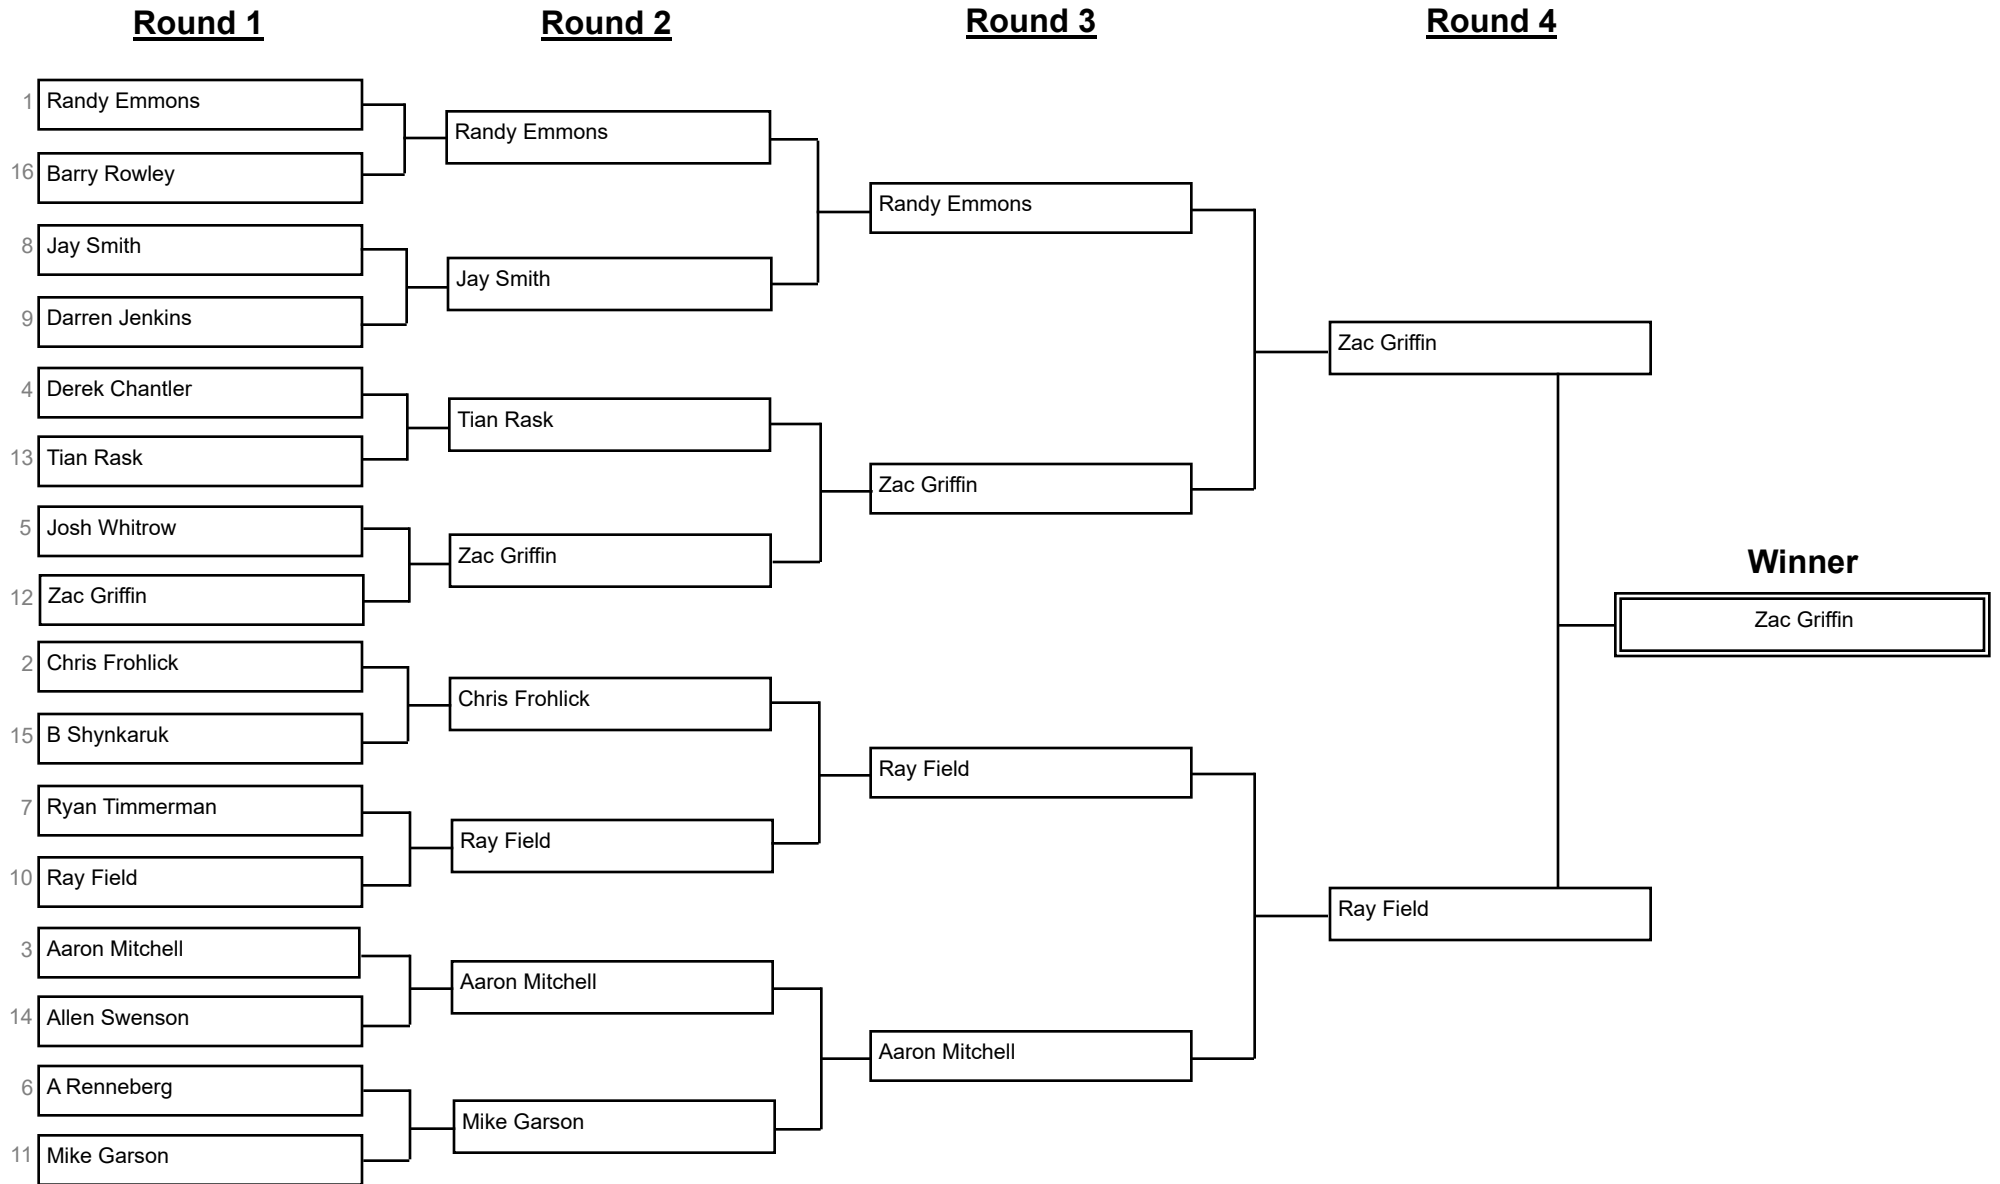 Round 1
Round 2
Round 3
Round 4
1 Randy Emmons
16 Barry Rowley
8 Jay Smith
9 Darren Jenkins
4 Derek Chantler
13 Tian Rask
5 Josh Whitrow
12 Zac Griffin
2 Chris Frohlick
15 B Shynkaruk
7 Ryan Timmerman
10 Ray Field
3 Aaron Mitchell
14 Allen Swenson
6 A Renneberg
11 Mike Garson
Randy Emmons
Jay Smith
Tian Rask
Zac Griffin
Chris Frohlick
Ray Field
Aaron Mitchell
Mike Garson
Randy Emmons
Zac Griffin
Ray Field
Aaron Mitchell
Zac Griffin
Ray Field
Winner
Zac Griffin